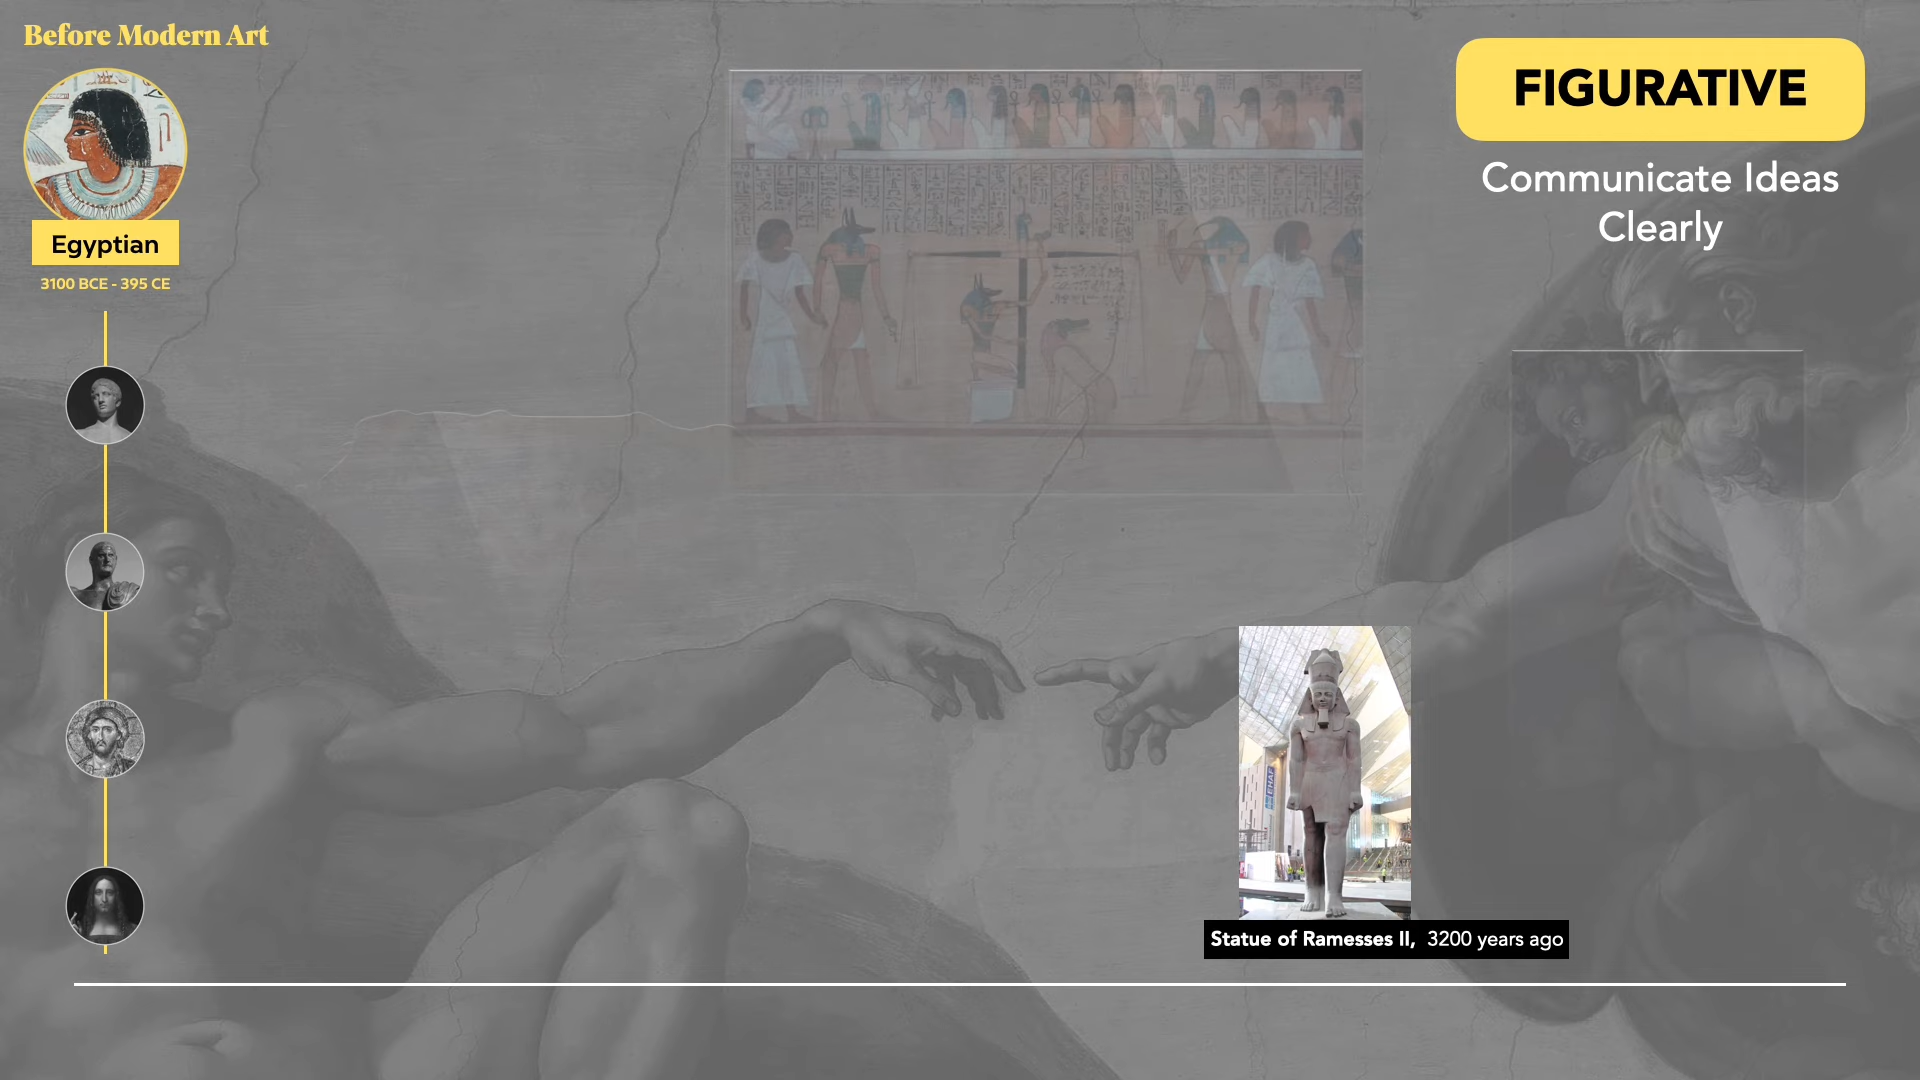 Before Modern Art
FIGURATIVE
Communicate Ideas
Clearly
Egyptian
3100 BCE - 395 CE
EHAF
Statue of Ramesses II, 3200 years ago